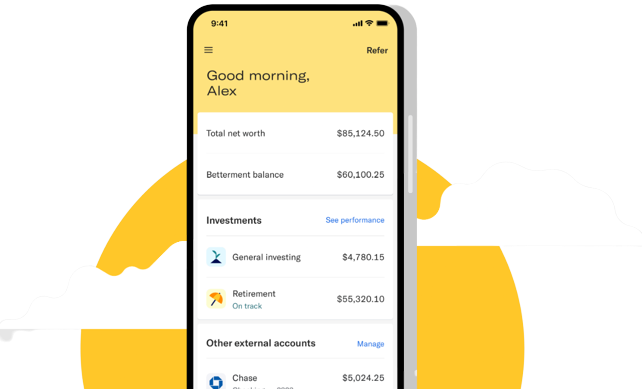 9:41
Refer
Good morning,
Alex
Total net worth $85,124.50
Betterment balance $60,100.25
Investments See performance
General investing $4,780.15
Retirement $55,320.10
On track
Other external accounts Manage
Chase $5,024.25